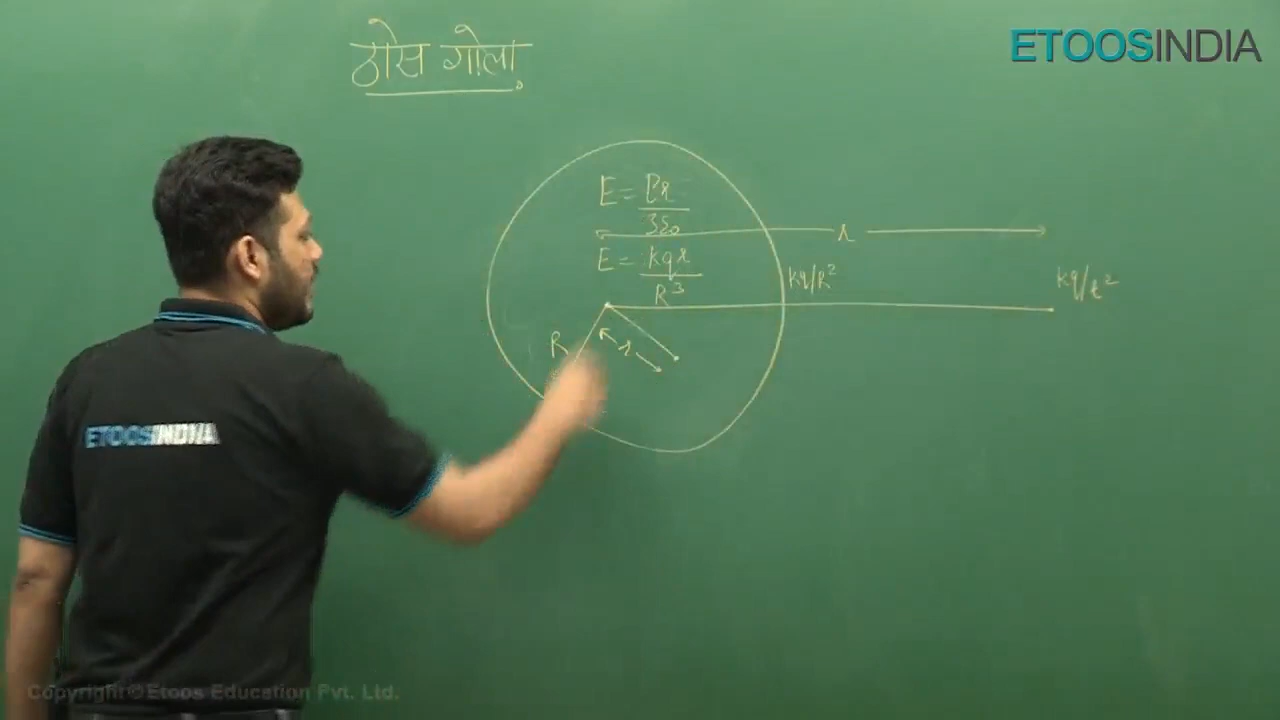 ETOOSINDIA
ठोस गोला
E = ρr
3ε₀
r
E = kqr
R³
kq/R²
kq/r²
R
r
ETOOSINDIA
Copyright © Etoos Education Pvt. Ltd.